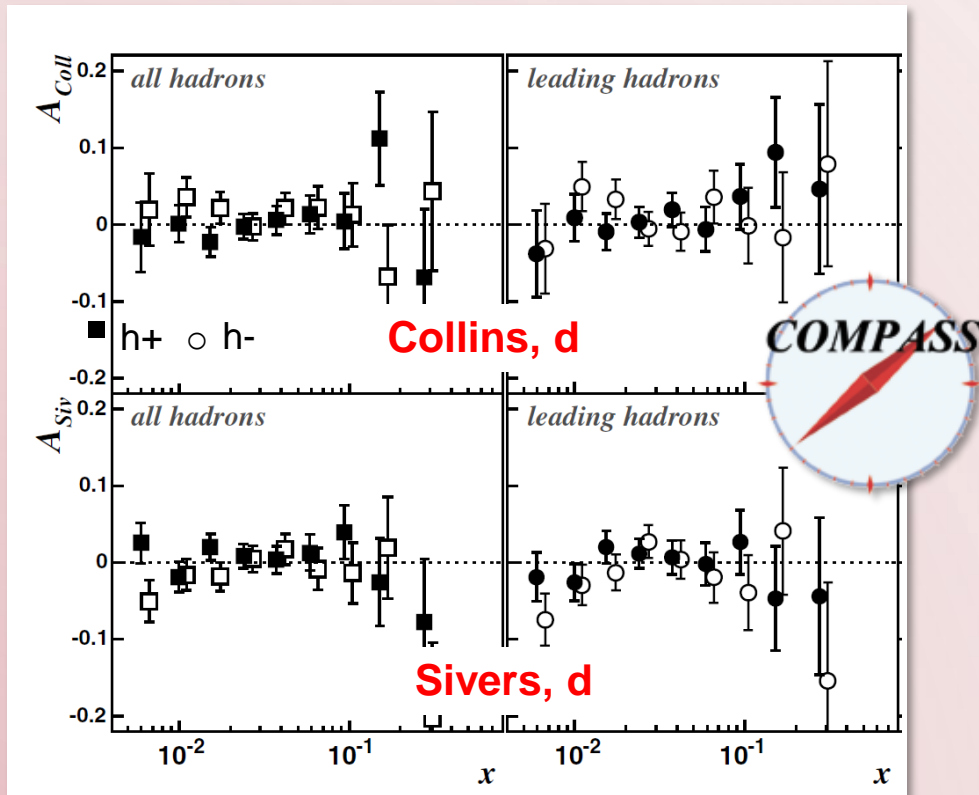 A_Coll
0.2
0.1
0
-0.1
-0.2
all hadrons
leading hadrons
■ h+ ○ h-
Collins, d
COMPASS
A_Siv
0.2
0.1
0
-0.1
-0.2
all hadrons
leading hadrons
Sivers, d
10^-2
10^-1
x
10^-2
10^-1
x